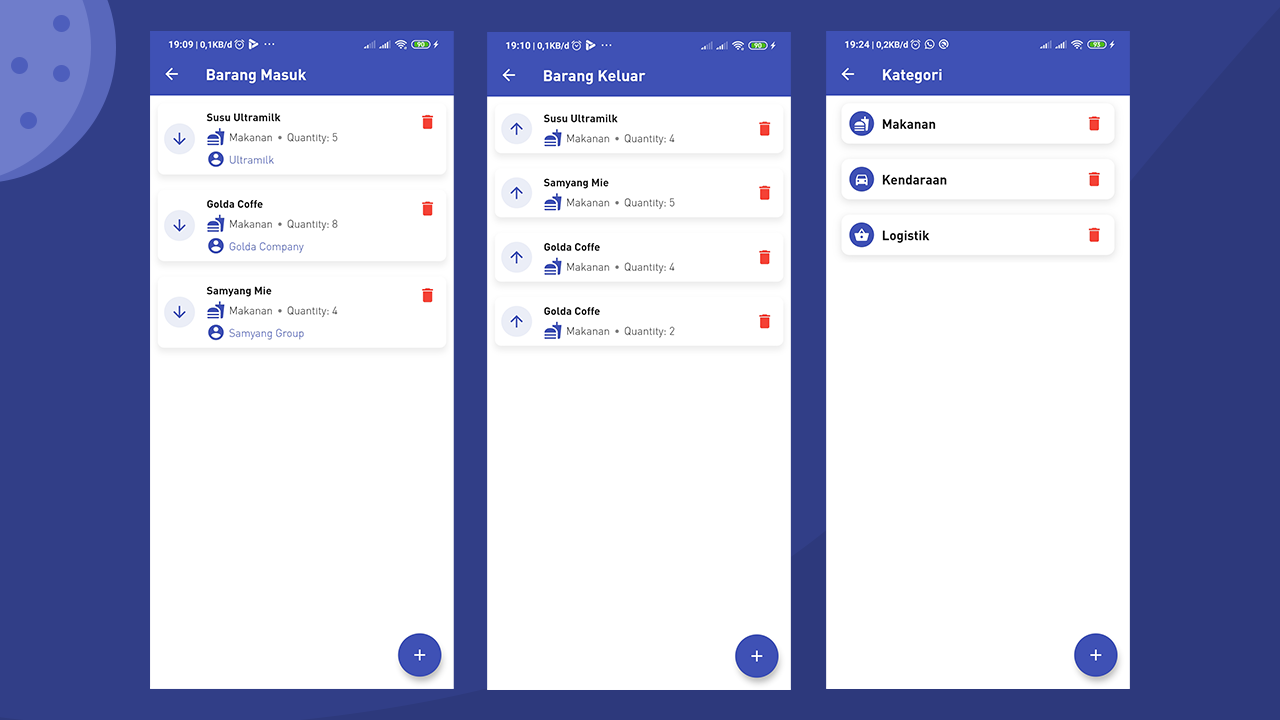 19:09 | 0,1KB/d ... 90
Barang Masuk
Susu Ultramilk
Makanan • Quantity: 5
Ultramilk
Golda Coffe
Makanan • Quantity: 8
Golda Company
Samyang Mie
Makanan • Quantity: 4
Samyang Group
19:10 | 0,1KB/d ... 90
Barang Keluar
Susu Ultramilk
Makanan • Quantity: 4
Samyang Mie
Makanan • Quantity: 5
Golda Coffe
Makanan • Quantity: 4
Golda Coffe
Makanan • Quantity: 2
19:24 | 0,2KB/d 93
Kategori
Makanan
Kendaraan
Logistik